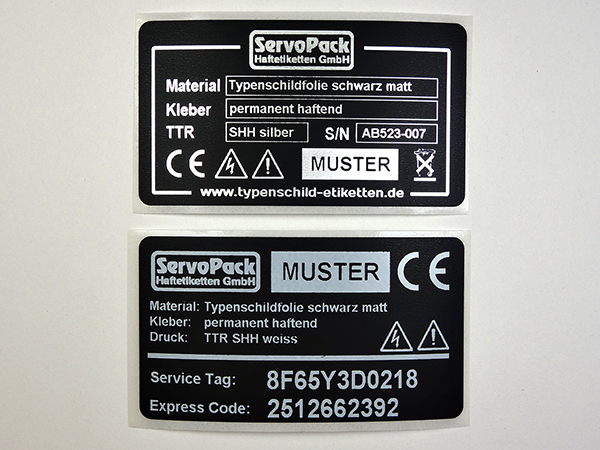 ServoPack
Haftetiketten GmbH
Material Typenschildfolie schwarz matt
Kleber permanent haftend
TTR SHH silber S/N AB523-007
CE MUSTER
www.typenschild-etiketten.de
ServoPack
Haftetiketten GmbH
MUSTER CE
Material: Typenschildfolie schwarz matt
Kleber: permanent haftend
Druck: TTR SHH weiss
Service Tag: 8F65Y3D0218
Express Code: 2512662392